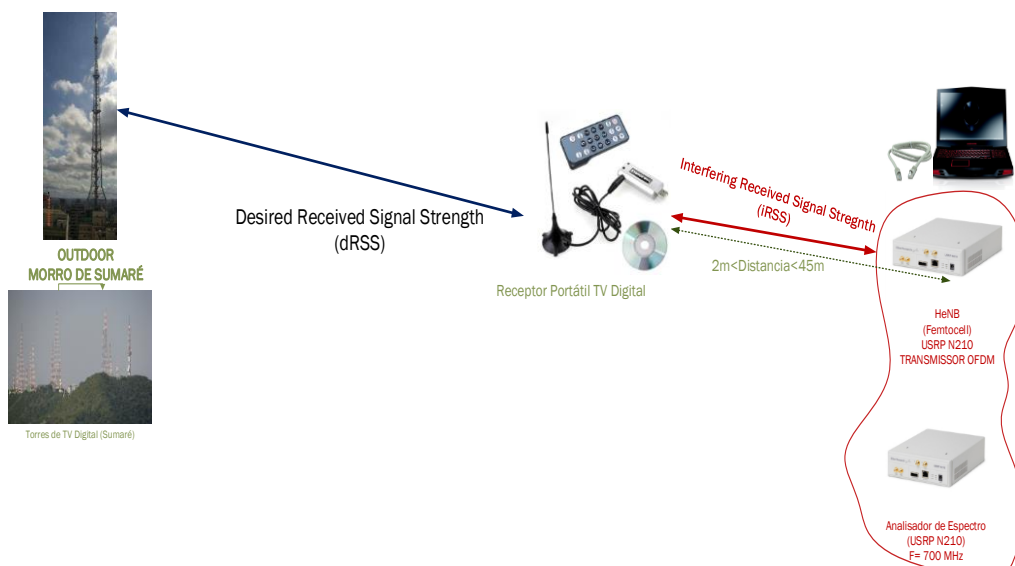 Desired Received Signal Strength
(dRSS)
Interfering Received Signal Stregnth
(iRSS)
2m<Distancia<45m
OUTDOOR
MORRO DE SUMARÉ
Receptor Portátil TV Digital
HeNB
(Femtocell)
USRP N210
TRANSMISSOR OFDM
Torres de TV Digital (Sumaré)
Analisador de Espectro
(USRP N210)
F= 700 MHz